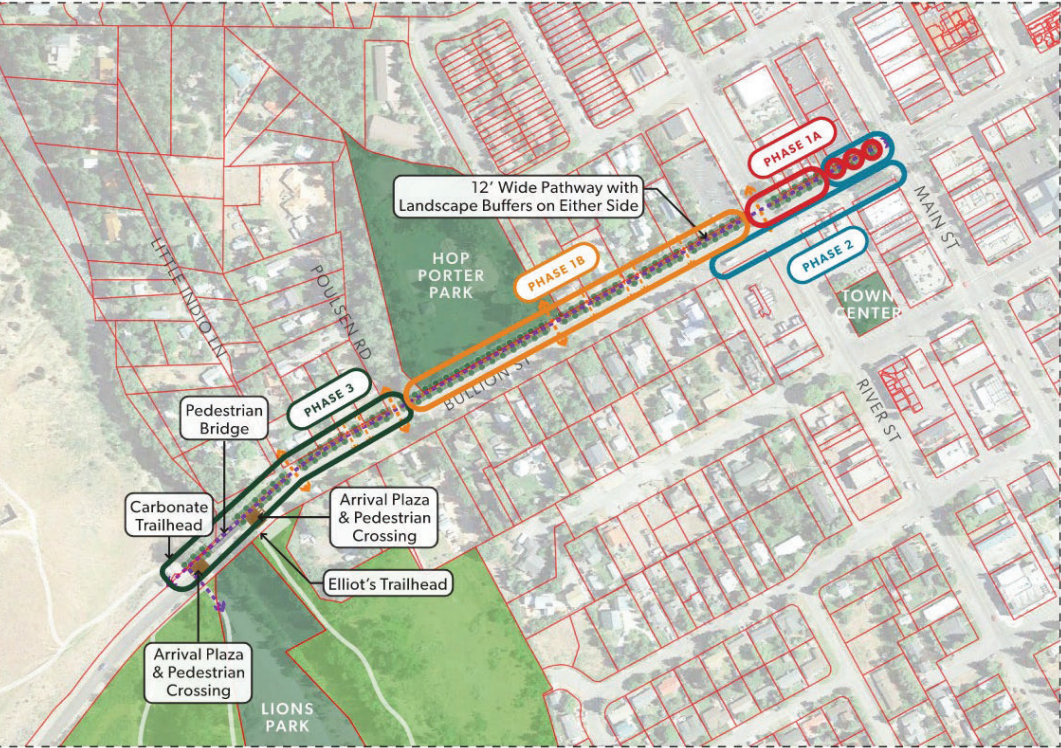 PHASE 1A
12' Wide Pathway with
Landscape Buffers on Either Side
MAIN ST
PHASE 2
HOP
PORTER
PARK
PHASE 1B
TOWN
CENTER
LITTLE INDIO LN
POULSEN RD
BULLION ST
RIVER ST
PHASE 3
Pedestrian
Bridge
Carbonate
Trailhead
Arrival Plaza
& Pedestrian
Crossing
Elliot's Trailhead
Arrival Plaza
& Pedestrian
Crossing
LIONS
PARK